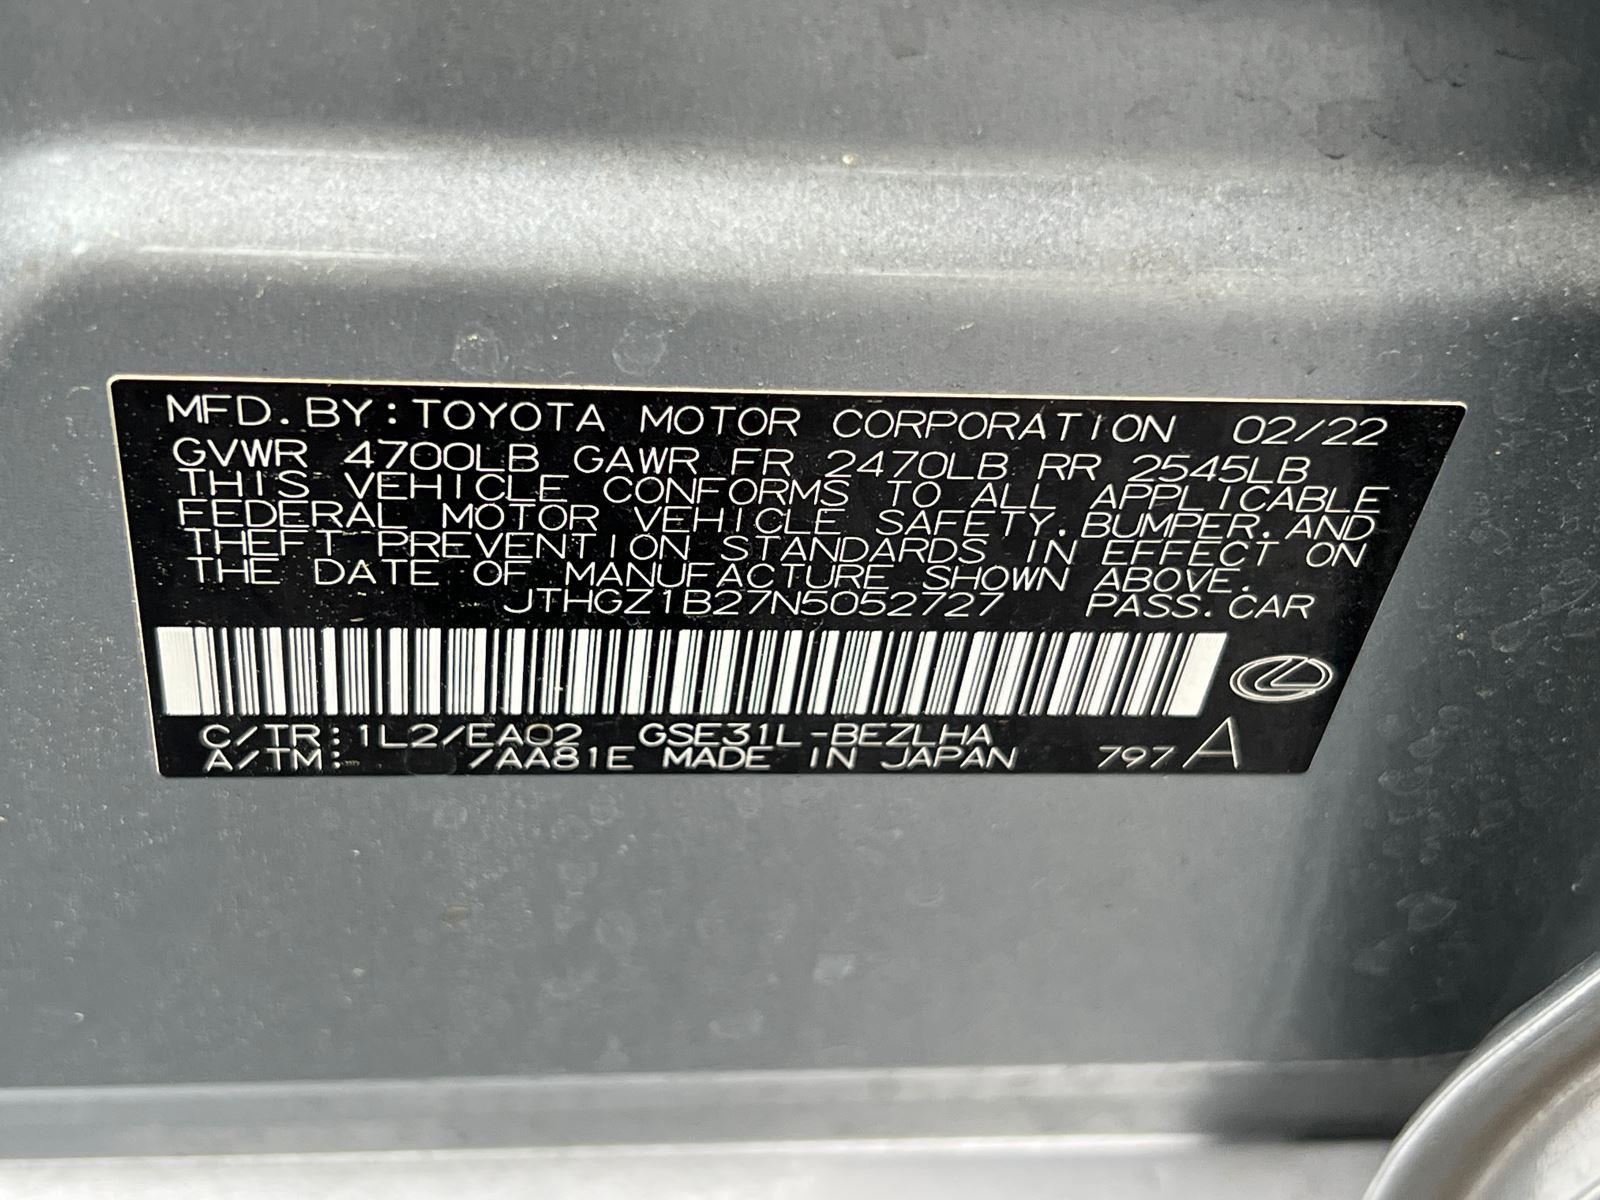 MFD. BY: TOYOTA MOTOR CORPORATION 02/22
GVWR 4700LB GAWR FR 2470LB RR 2545LB
THIS VEHICLE CONFORMS TO ALL APPLICABLE
FEDERAL MOTOR VEHICLE SAFETY, BUMPER, AND
THEFT PREVENTION STANDARDS IN EFFECT ON
THE DATE OF MANUFACTURE SHOWN ABOVE.
JTHGZ1B27N5052727 PASS. CAR
C/TR: 1L2/EA02 GSE31L-BEZLHA
A/TM: /AA81E MADE IN JAPAN 797 A